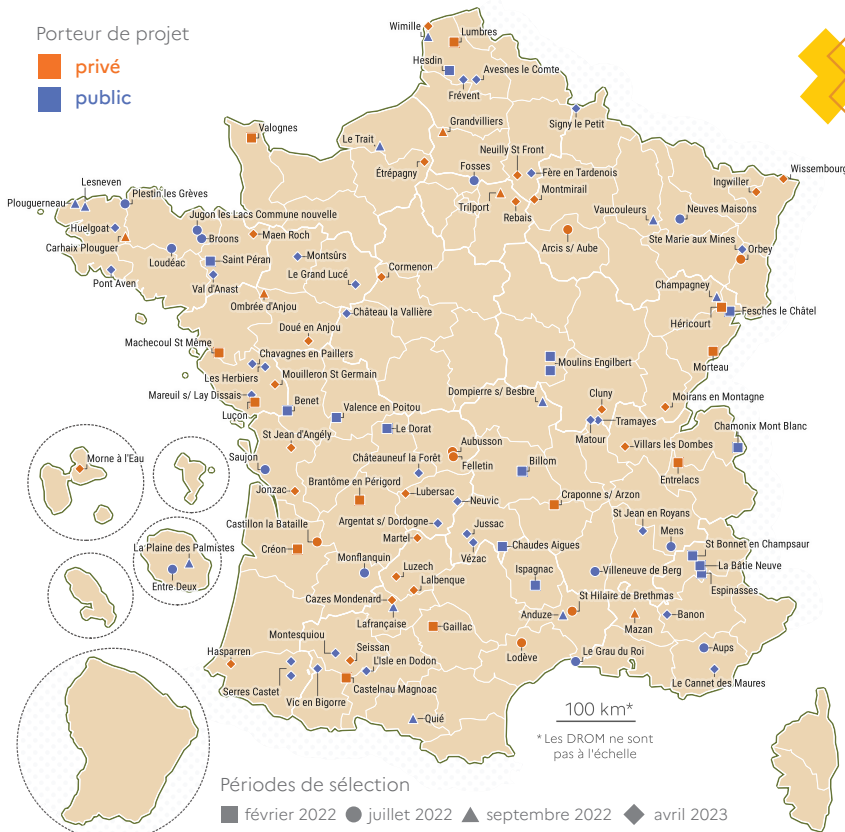 Porteur de projet
privé
public
Wimille
Lumbres
Hesdin
Avesnes le Comte
Frévent
Signy le Petit
Grandvilliers
Le Trait
Valognes
Neuilly St Front
Étrépagny
Fosses
Fère en Tardenois
Montmirail
Trilport
Rebais
Wissembourg
Ingwiller
Vaucouleurs
Neuves Maisons
Arcis s/ Aube
Ste Marie aux Mines
Orbey
Lesneven
Plouguerneau
Plestin les Grèves
Huelgoat
Jugon les Lacs Commune nouvelle
Broons
Maen Roch
Carhaix Plouguer
Loudéac
Saint Péran
Montsûrs
Le Grand Lucé
Cormenon
Pont Aven
Val d'Anast
Ombrée d'Anjou
Château la Vallière
Champagney
Fesches le Châtel
Héricourt
Morteau
Doué en Anjou
Machecoul St Même
Chavagnes en Paillers
Les Herbiers
Mouilleron St Germain
Mareuil s/ Lay Dissais
Luçon
Benet
Valence en Poitou
Le Dorat
Moulins Engilbert
Dompierre s/ Besbre
Cluny
Tramayes
Matour
Moirans en Montagne
Chamonix Mont Blanc
Villars les Dombes
Entrelacs
St Jean d'Angély
Saujon
Jonzac
Châteauneuf la Forêt
Aubusson
Felletin
Billom
Brantôme en Périgord
Lubersac
Neuvic
Craponne s/ Arzon
Castillon la Bataille
Créon
Argentat s/ Dordogne
Martel
Jussac
Vézac
Chaudes Aigues
St Jean en Royans
Mens
St Bonnet en Champsaur
La Bâtie Neuve
Espinasses
Monflanquin
Luzech
Lalbenque
Ispagnac
Villeneuve de Berg
Cazes Mondenard
Lafrançaise
Anduze
St Hilaire de Brethmas
Banon
Mazan
Gaillac
Montesquiou
Hasparren
Seissan
L'Isle en Dodon
Serres Castet
Vic en Bigorre
Castelnau Magnoac
Lodève
Le Grau du Roi
Aups
Le Cannet des Maures
Quié
Morne à l'Eau
La Plaine des Palmistes
Entre Deux
100 km*
* Les DROM ne sont
pas à l'échelle
Périodes de sélection
février 2022 juillet 2022 septembre 2022 avril 2023